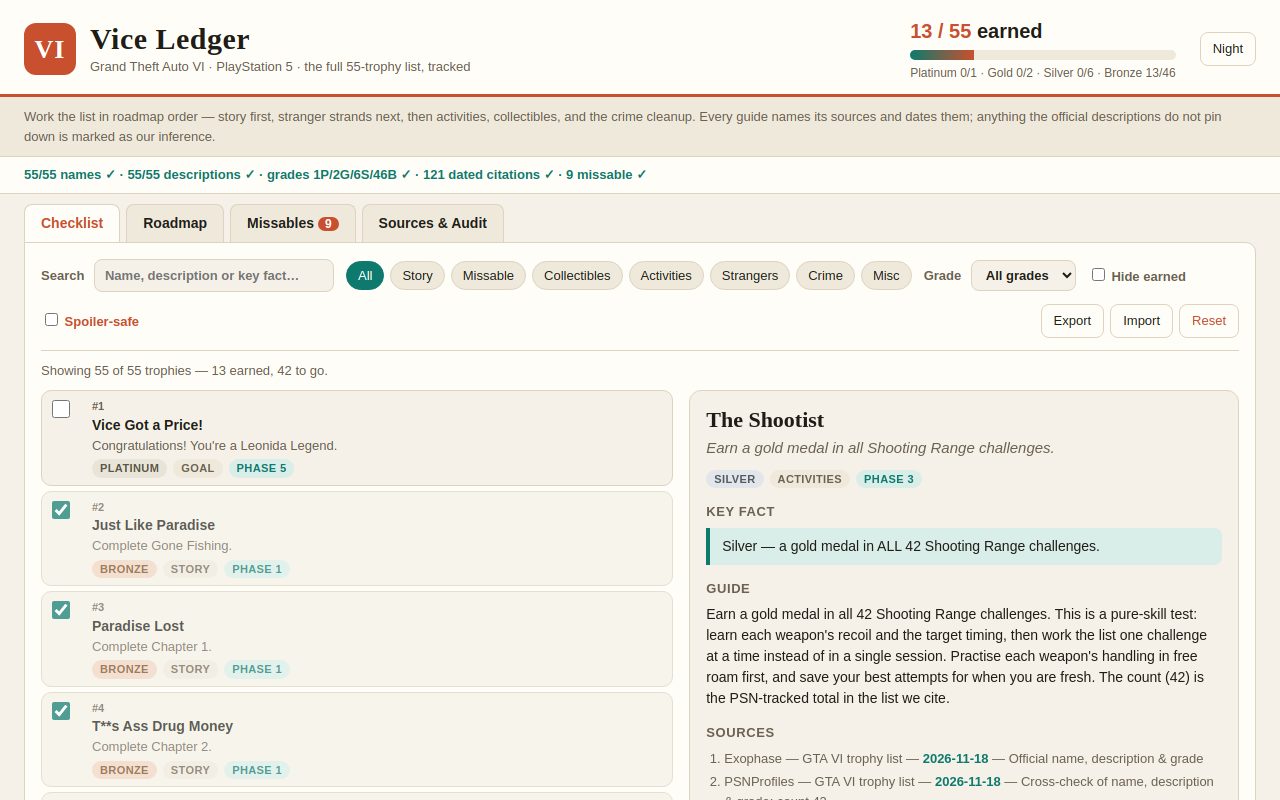 VI
Vice Ledger
Grand Theft Auto VI · PlayStation 5 · the full 55-trophy list, tracked
13 / 55 earned
Platinum 0/1 · Gold 0/2 · Silver 0/6 · Bronze 13/46
Night
Work the list in roadmap order — story first, stranger strands next, then activities, collectibles, and the crime cleanup. Every guide names its sources and dates them; anything the official descriptions do not pin
down is marked as our inference.
55/55 names ✓ · 55/55 descriptions ✓ · grades 1P/2G/6S/46B ✓ · 121 dated citations ✓ · 9 missable ✓
Checklist
Roadmap
Missables 9
Sources & Audit
Search
Name, description or key fact…
All
Story
Missable
Collectibles
Activities
Strangers
Crime
Misc
Grade
All grades
Hide earned
Spoiler-safe
Export
Import
Reset
Showing 55 of 55 trophies — 13 earned, 42 to go.
#1
Vice Got a Price!
Congratulations! You're a Leonida Legend.
PLATINUM GOAL PHASE 5
#2
Just Like Paradise
Complete Gone Fishing.
BRONZE STORY PHASE 1
#3
Paradise Lost
Complete Chapter 1.
BRONZE STORY PHASE 1
#4
T**s Ass Drug Money
Complete Chapter 2.
BRONZE STORY PHASE 1
The Shootist
Earn a gold medal in all Shooting Range challenges.
SILVER ACTIVITIES PHASE 3
KEY FACT
Silver — a gold medal in ALL 42 Shooting Range challenges.
GUIDE
Earn a gold medal in all 42 Shooting Range challenges. This is a pure-skill test:
learn each weapon's recoil and the target timing, then work the list one challenge
at a time instead of in a single session. Practise each weapon's handling in free
roam first, and save your best attempts for when you are fresh. The count (42) is
the PSN-tracked total in the list we cite.
SOURCES
1. Exophase — GTA VI trophy list — 2026-11-18 — Official name, description & grade
2. PSNProfiles — GTA VI trophy list — 2026-11-18 — Cross-check of name, description
& grade; count 42